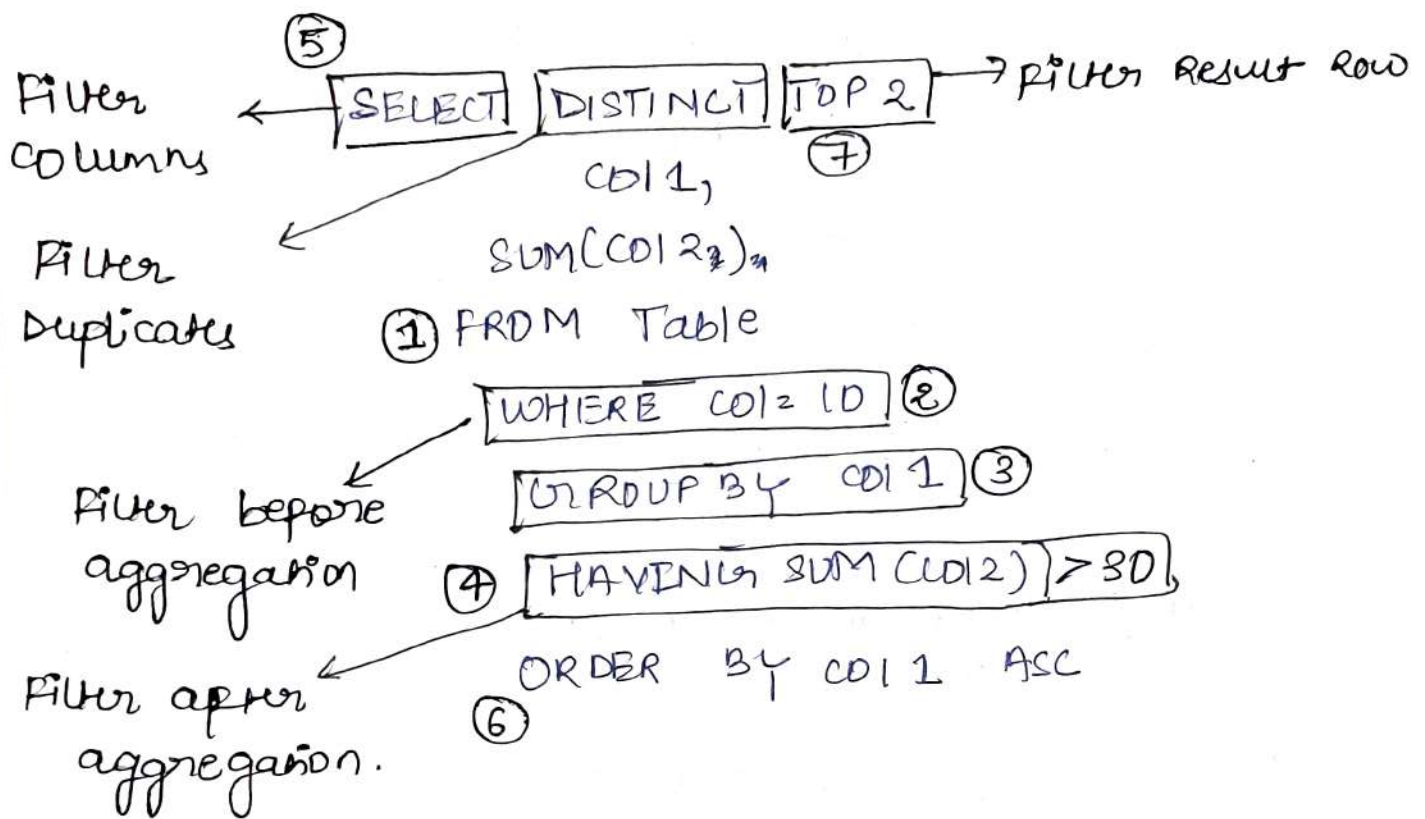 ⑤
Filter columns
SELECT DISTINCT TOP 2
Filter Result Row
⑦
Col 1,
Filter Duplicates
SUM(Col 2)
① FROM Table
WHERE Col = 10 ②
Filter before aggregation
GROUP BY Col 1 ③
④ HAVING SUM (Col2) > 30
Filter after aggregation.
ORDER BY Col 1 ASC
⑥